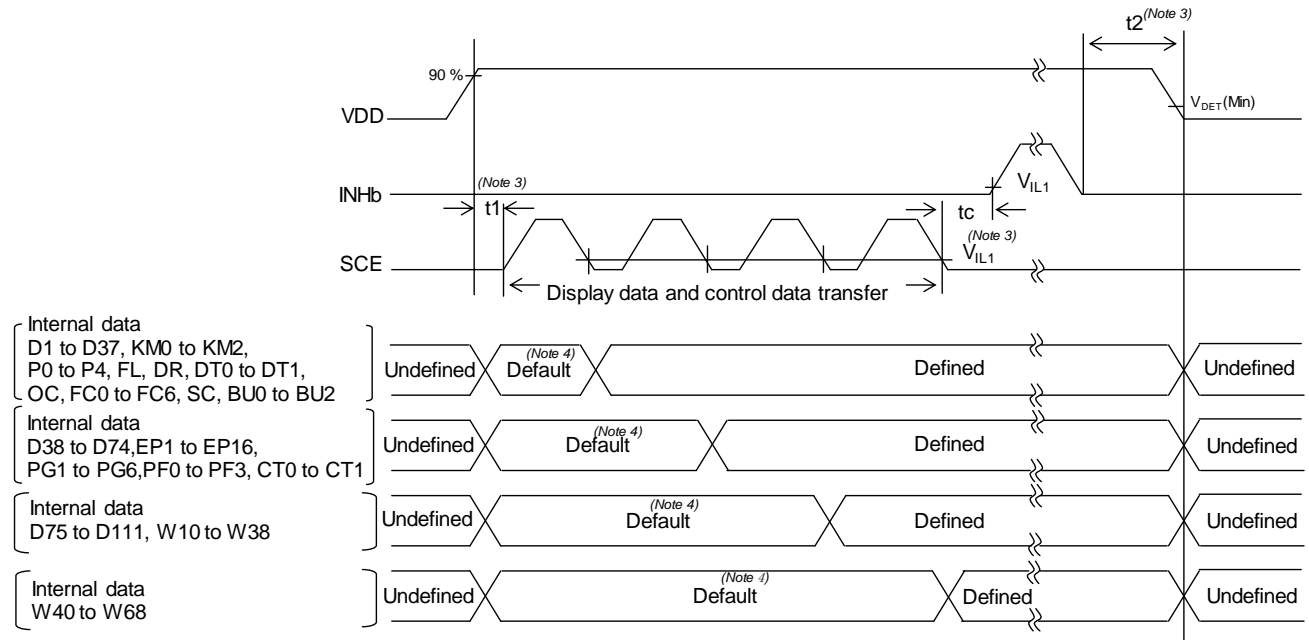 t2(Note 3)
90 %
VDD
VDET(Min)
INHb
(Note 3)
t1
tc
VIL1
(Note 3)
VIL1
SCE
Display data and control data transfer
Internal data
D1 to D37, KM0 to KM2,
P0 to P4, FL, DR, DT0 to DT1,
OC, FC0 to FC6, SC, BU0 to BU2
Undefined
(Note 4)
Default
Defined
Undefined
Internal data
D38 to D74,EP1 to EP16,
PG1 to PG6,PF0 to PF3, CT0 to CT1
Undefined
(Note 4)
Default
Defined
Undefined
Internal data
D75 to D111, W10 to W38
Undefined
(Note 4)
Default
Defined
Undefined
Internal data
W40 to W68
Undefined
(Note 4)
Default
Defined
Undefined